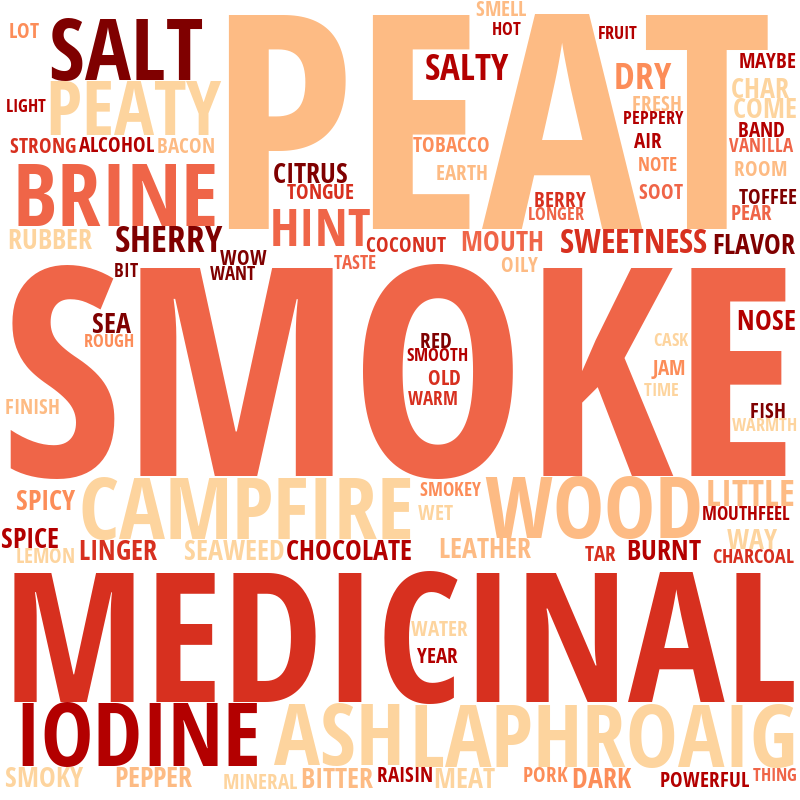 SMELL
LOT
HOT
FRUIT
SALT
PEAT
SALTY
MAYBE
DRY
CHAR
PEATY
FRESH
COME
LIGHT
PEPPERY
BAND
AIR
STRONG
ALCOHOL
BACON
TOBACCO
VANILLA
NOTE
ROOM
CITRUS
EARTH
BRINE
TONGUE
SOOT
BERRY
TOFFEE
LONGER
PEAR
HINT
RUBBER
SHERRY
COCONUT
MOUTH
SWEETNESS
FLAVOR
WOW
TASTE
OILY
BIT
WANT
SMOKE
SEA
NOSE
ROUGH
RED
CASK
SMOOTH
JAM
OLD
TIME
WARM
FINISH
FISH
WARMTH
SPICY
CAMPFIRE
SMOKEY
WOOD
LITTLE
WET
MOUTHFEEL
SPICE
WAY
LEMON
LINGER
SEAWEED
CHOCOLATE
LEATHER
TAR
BURNT
CHARCOAL
MEDICINAL
WATER
YEAR
IODINE
ASH
LAPHROAIG
SMOKY
PEPPER
MINERAL
BITTER
RAISIN
MEAT
PORK
DARK
POWERFUL
THING